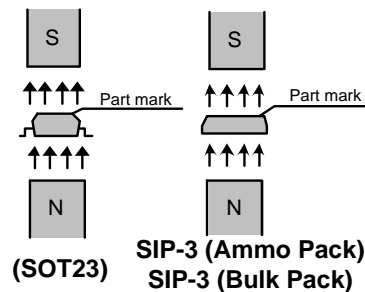 S
S
Part mark
Part mark
N
N
(SOT23)
SIP-3 (Ammo Pack)
SIP-3 (Bulk Pack)